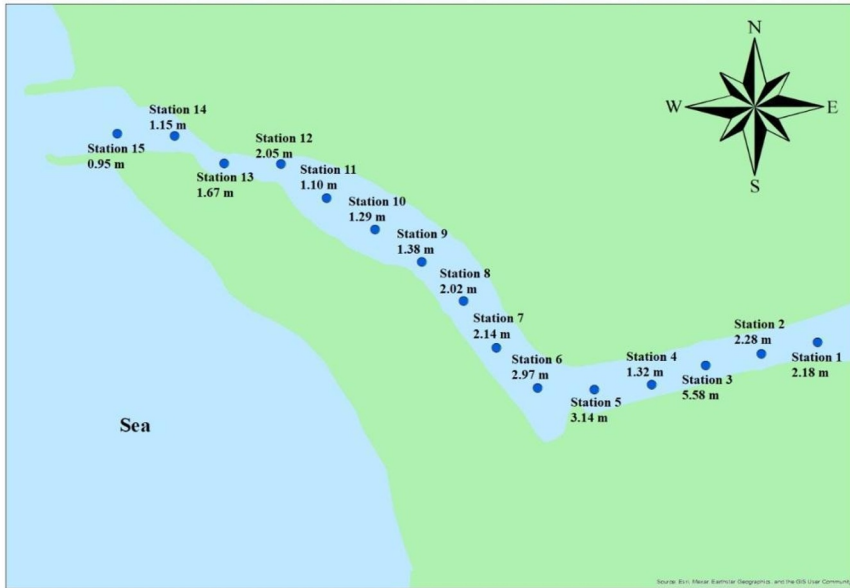 N
W
E
S
Station 14
1.15 m
Station 15
0.95 m
Station 12
2.05 m
Station 13
1.67 m
Station 11
1.10 m
Station 10
1.29 m
Station 9
1.38 m
Station 8
2.02 m
Station 7
2.14 m
Station 6
2.97 m
Station 5
3.14 m
Station 4
1.32 m
Station 3
5.58 m
Station 2
2.28 m
Station 1
2.18 m
Sea
Source: Esri, Maxar, Earthstar Geographics, and the GIS User Communit